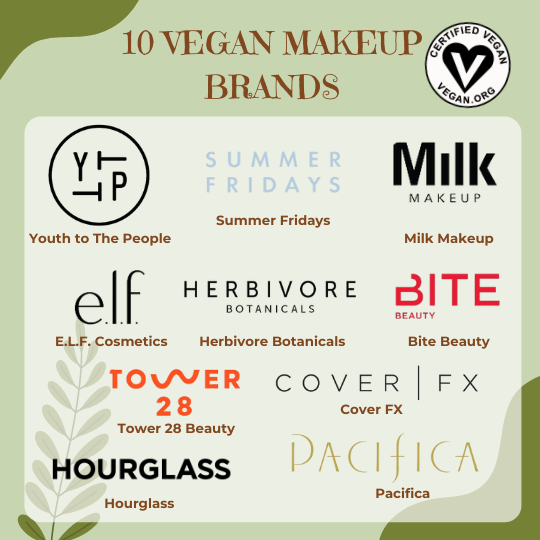 10 VEGAN MAKEUP
BRANDS
CERTIFIED VEGAN
VEGAN.ORG
Y T
T P
Youth to The People
SUMMER
FRIDAYS
Summer Fridays
Milk
MAKEUP
Milk Makeup
e.l.f.
E.L.F. Cosmetics
HERBIVORE
BOTANICALS
Herbivore Botanicals
BITE
BEAUTY
Bite Beauty
TOWER
28
Tower 28 Beauty
COVER | FX
Cover FX
HOURGLASS
Hourglass
PACIFICA
Pacifica